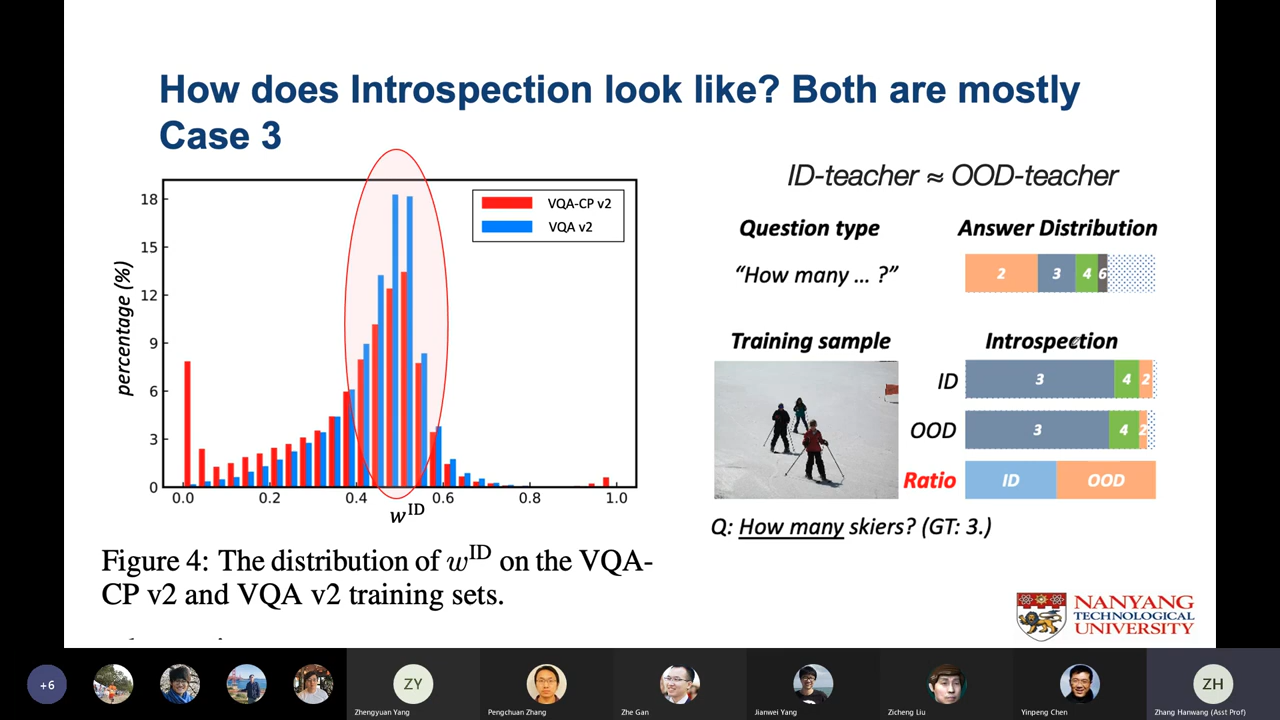 How does Introspection look like? Both are mostly
Case 3
18
15
12
9
6
3
0
percentage (%)
VQA-CP v2
VQA v2
0.0
0.2
0.4
0.6
0.8
1.0
w^ID
Figure 4: The distribution of w^ID on the VQA-
CP v2 and VQA v2 training sets.
ID-teacher ≈ OOD-teacher
Question type
Answer Distribution
“How many ... ?”
2 3 4 6
Training sample
Introspection
ID
3 4 2
OOD
3 4 2
Ratio
ID OOD
Q: How many skiers? (GT: 3.)
NANYANG
TECHNOLOGICAL
UNIVERSITY
+6
ZY
ZH
Zhengyuan Yang
Pengchuan Zhang
Zhe Gan
Jianwei Yang
Zicheng Liu
Yinpeng Chen
Zhang Hanwang (Asst Prof)